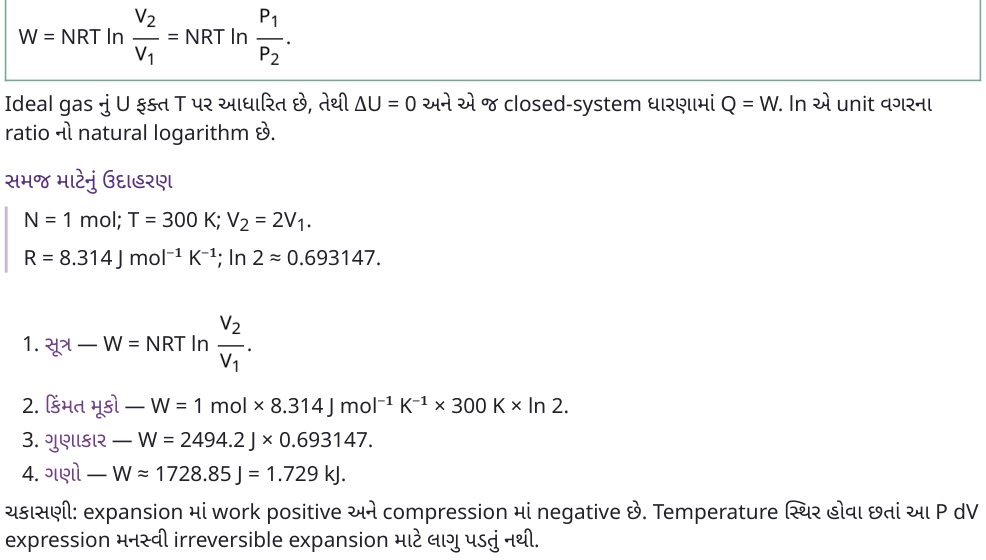 W = NRT ln V₂/V₁ = NRT ln P₁/P₂.
Ideal gas નું U ફક્ત T પર આધારિત છે, તેથી ΔU = 0 અને એ જ closed-system ધારણામાં Q = W. ln એ unit વગરના
ratio નો natural logarithm છે.
સમજ માટેનું ઉદાહરણ
N = 1 mol; T = 300 K; V₂ = 2V₁.
R = 8.314 J mol⁻¹ K⁻¹; ln 2 ≈ 0.693147.
1. સૂત્ર — W = NRT ln V₂/V₁.
2. કિંમત મૂકો — W = 1 mol × 8.314 J mol⁻¹ K⁻¹ × 300 K × ln 2.
3. ગુણાકાર — W = 2494.2 J × 0.693147.
4. ગણો — W ≈ 1728.85 J = 1.729 kJ.
ચકાસણી: expansion માં work positive અને compression માં negative છે. Temperature સ્થિર હોવા છતાં આ P dV
expression મનસ્વી irreversible expansion માટે લાગુ પડતું નથી.